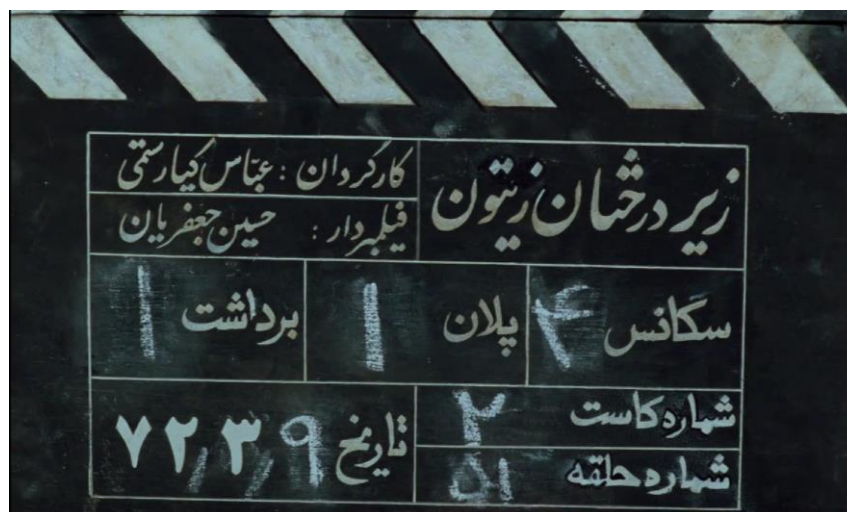 زیر درختان زیتون
کارگردان : عباس کیارستمی
فیلمبردار : حسین جعفریان
سکانس ۴
پلان ۱
برداشت ۱
شماره کاست ۲
شماره حلقه ۵۱
تاریخ ۷۲/۳/۹